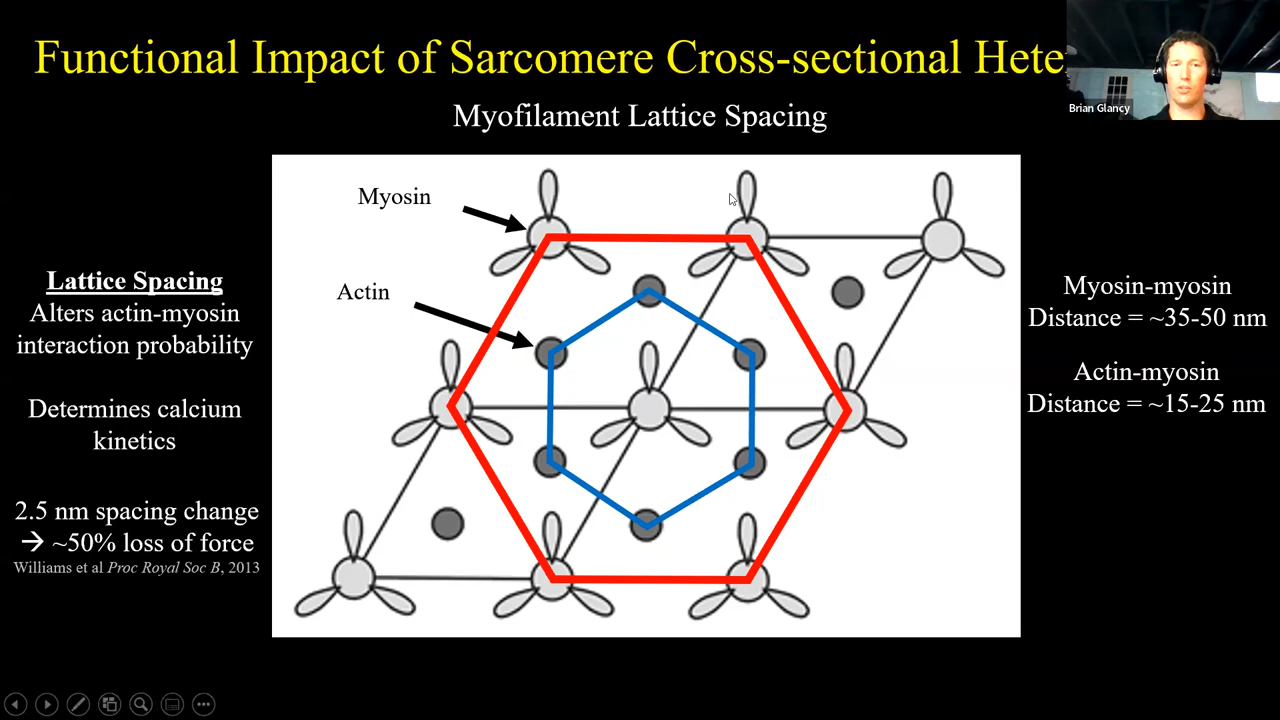 Functional Impact of Sarcomere Cross-sectional Hete
Brian Glancy
Myofilament Lattice Spacing
Myosin
Actin
Lattice Spacing
Alters actin-myosin
interaction probability
Determines calcium
kinetics
2.5 nm spacing change
→ ~50% loss of force
Williams et al Proc Royal Soc B, 2013
Myosin-myosin
Distance = ~35-50 nm
Actin-myosin
Distance = ~15-25 nm